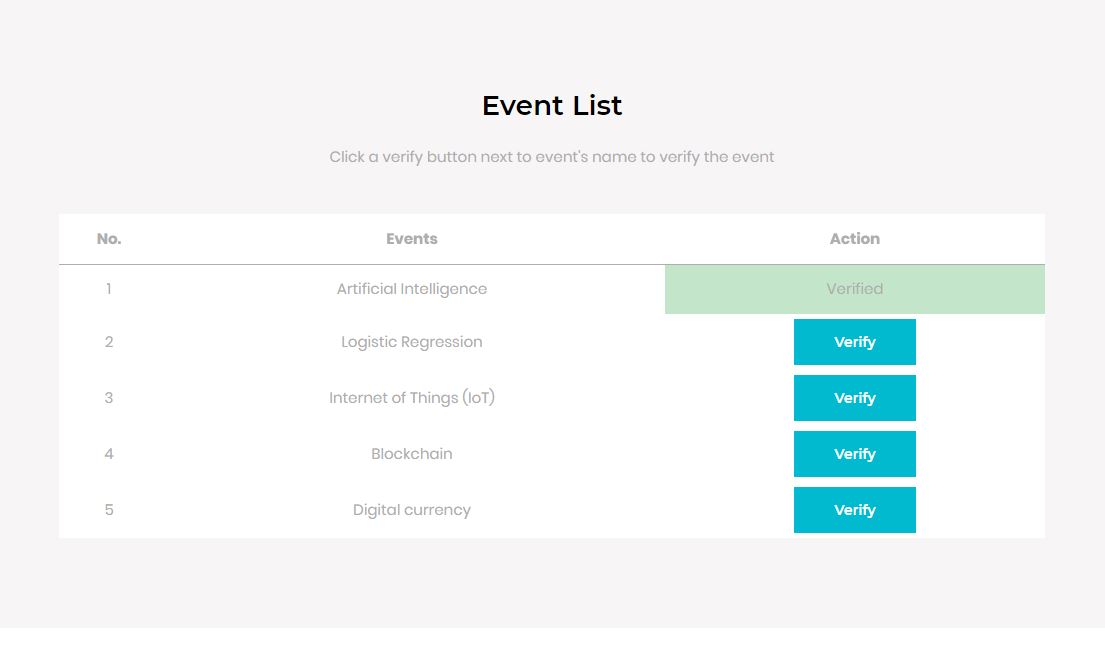 Event List
Click a verify button next to event's name to verify the event
No. Events Action
1 Artificial Intelligence Verified
2 Logistic Regression Verify
3 Internet of Things (IoT) Verify
4 Blockchain Verify
5 Digital currency Verify